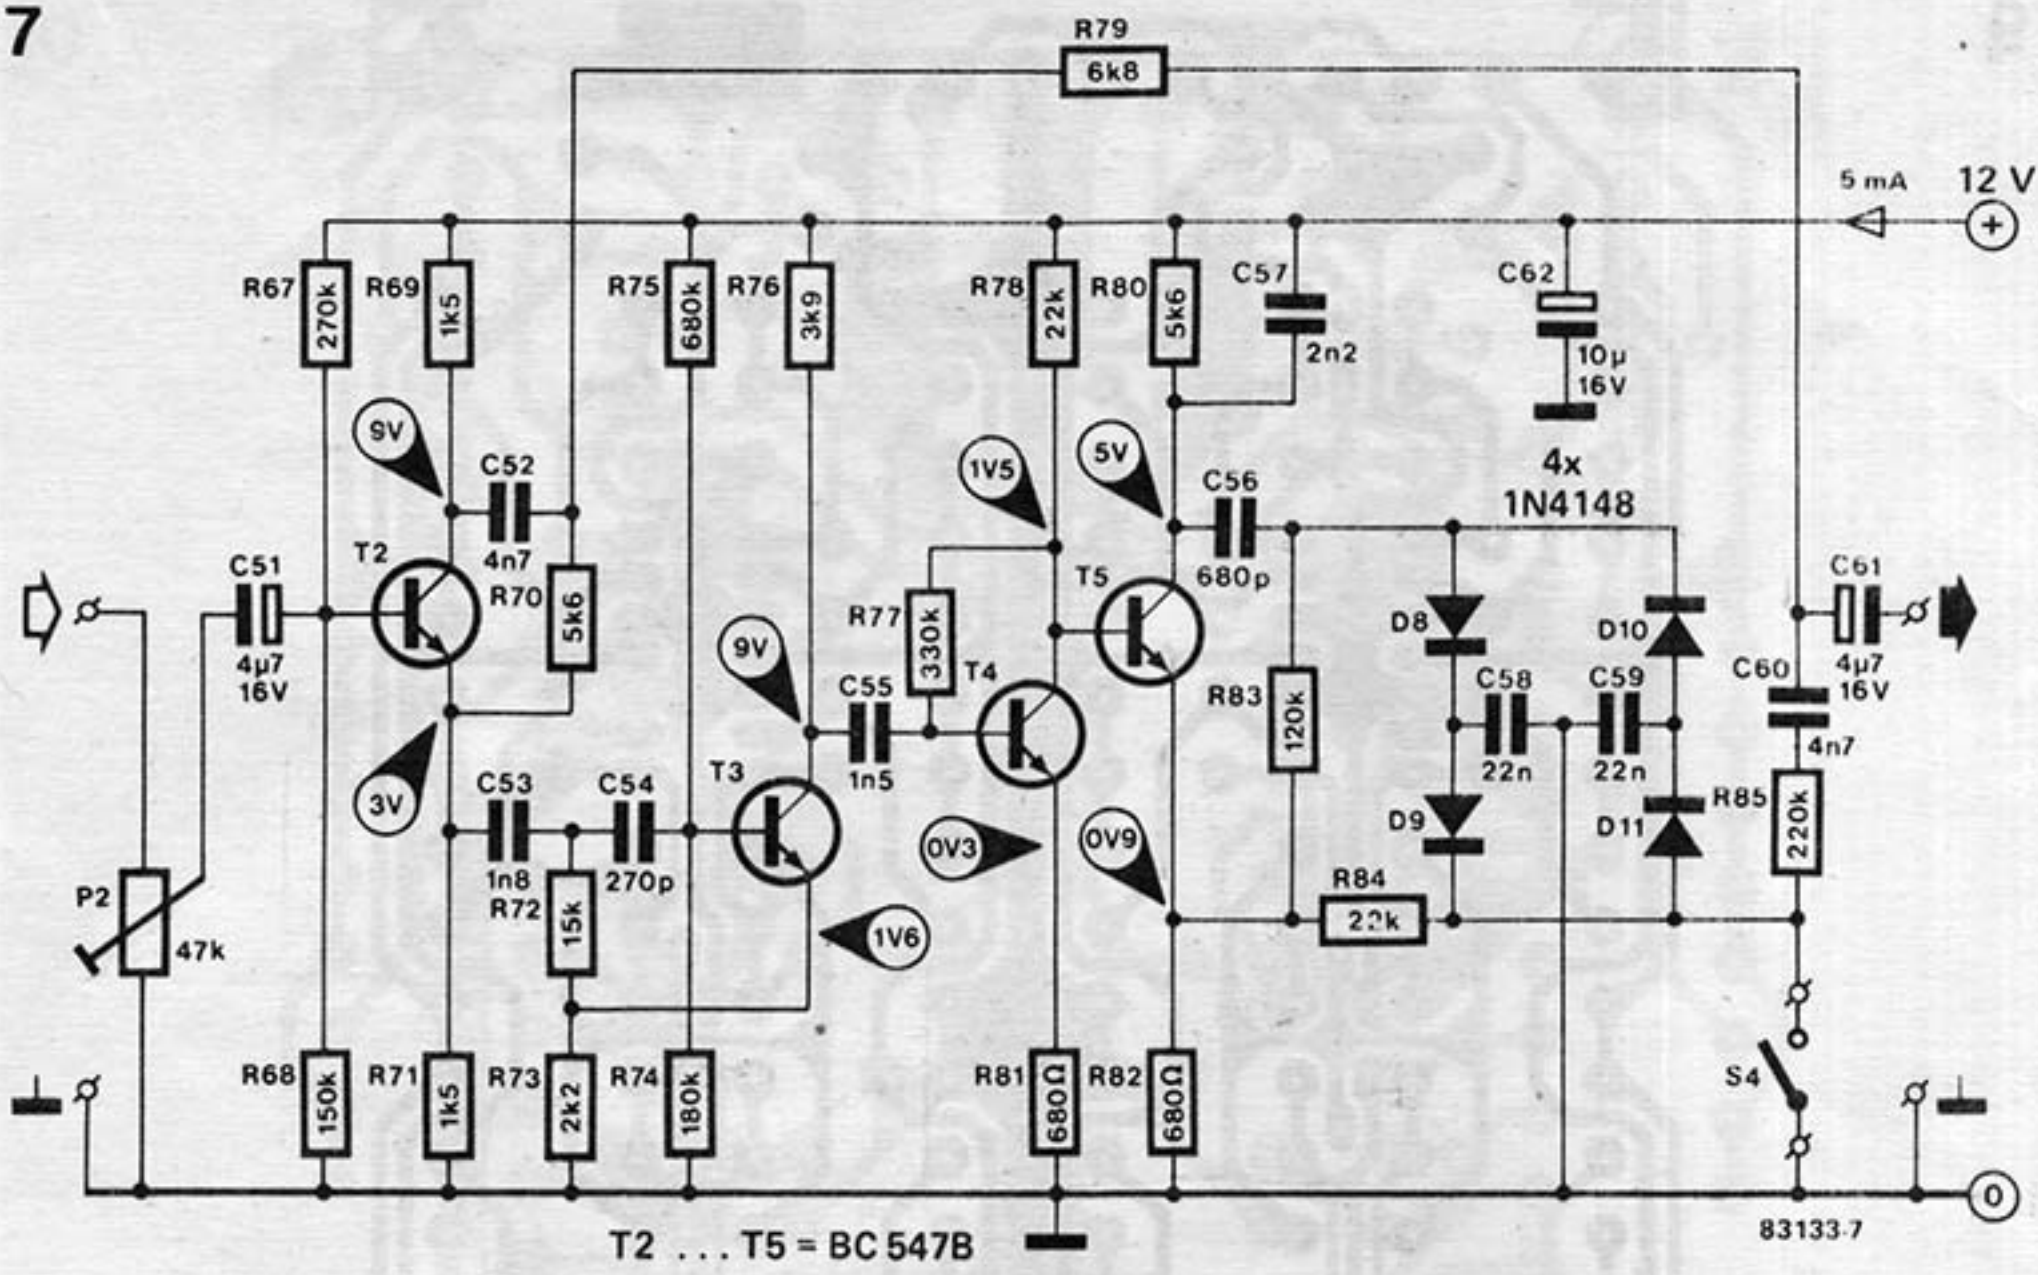 7
R79
6k8
5 mA
12 V
+
R67
270k
R69
1k5
R75
680k
R76
3k9
R78
22k
R80
5k6
C57
2n2
C62
10µ
16V
4x
1N4148
9V
C52
4n7
1V5
5V
C56
680p
T2
C51
4µ7
16V
R70
5k6
R77
330k
T5
D8
D10
C61
4µ7
16V
9V
C55
1n5
T4
R83
120k
C58
22n
C59
22n
C60
4n7
3V
C53
1n8
C54
270p
T3
D9
D11
R85
220k
0V3
0V9
P2
47k
R72
15k
1V6
R84
22k
R68
150k
R71
1k5
R73
2k2
R74
180k
R81
680Ω
R82
680Ω
S4
0
T2 ... T5 = BC 547B
83133-7